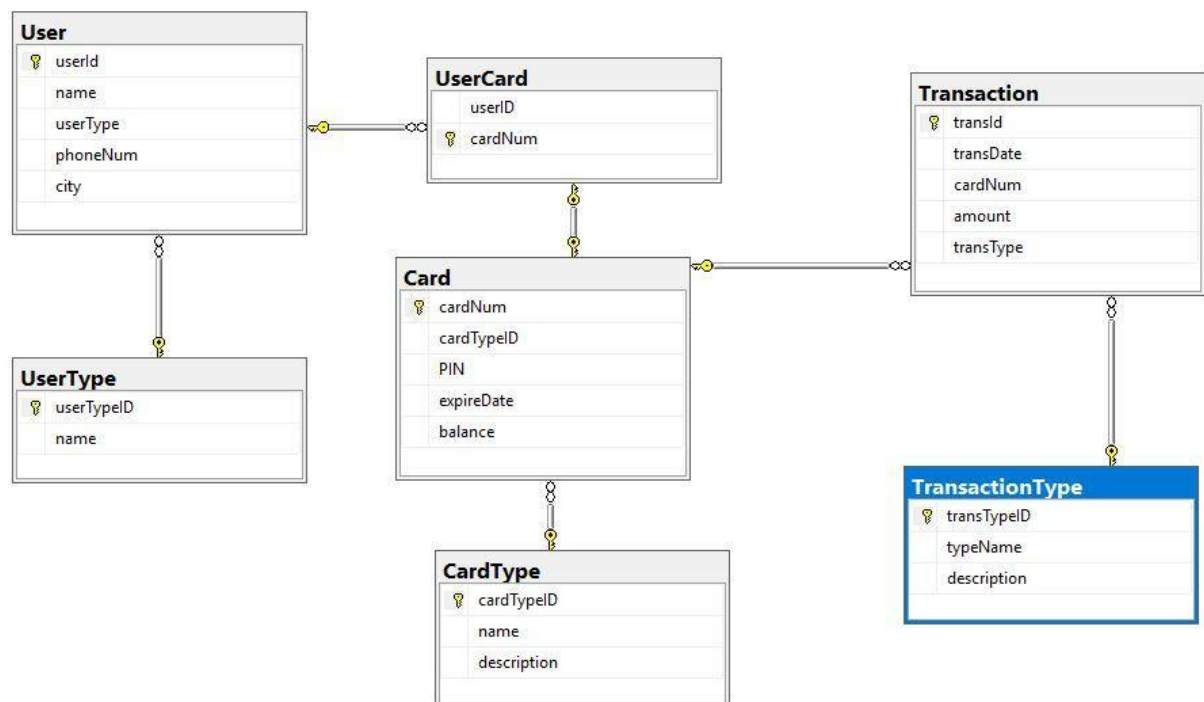 User
userId
name
userType
phoneNum
city
UserCard
userID
cardNum
Transaction
transId
transDate
cardNum
amount
transType
Card
cardNum
cardTypeID
PIN
expireDate
balance
UserType
userTypeID
name
TransactionType
transTypeID
typeName
description
CardType
cardTypeID
name
description